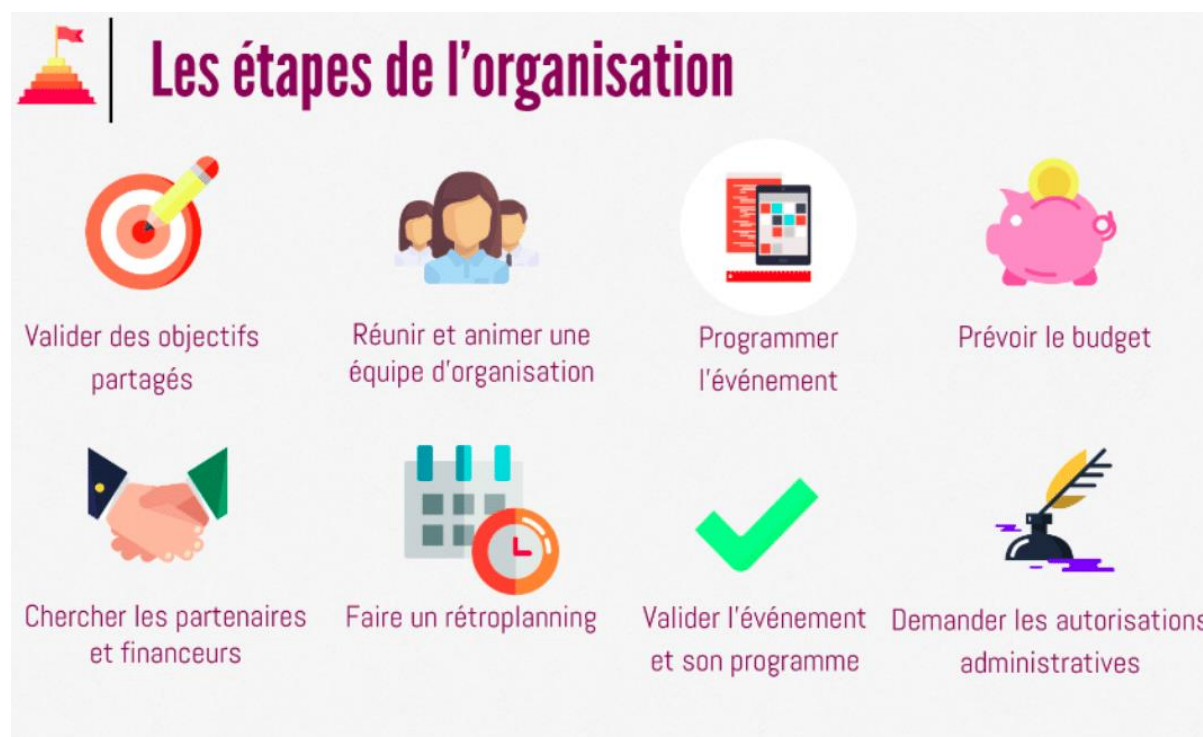 Les étapes de l'organisation
Valider des objectifs
partagés
Réunir et animer une
équipe d'organisation
Programmer
l'événement
Prévoir le budget
Chercher les partenaires
et financeurs
Faire un rétroplanning
Valider l'événement
et son programme
Demander les autorisations
administratives